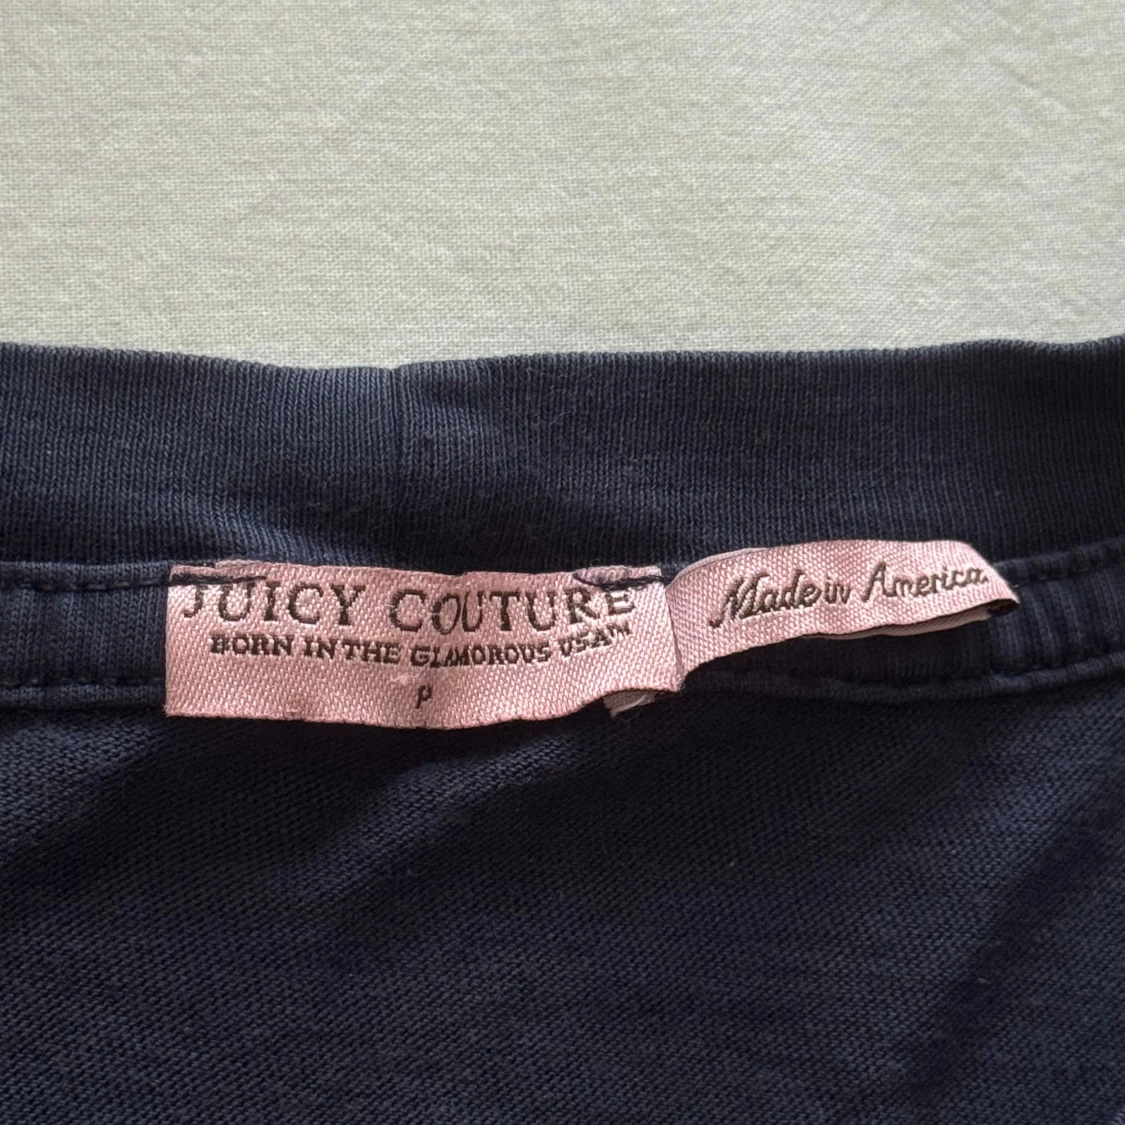 JUICY COUTURE
BORN IN THE GLAMOROUS USA™
P
Made in America